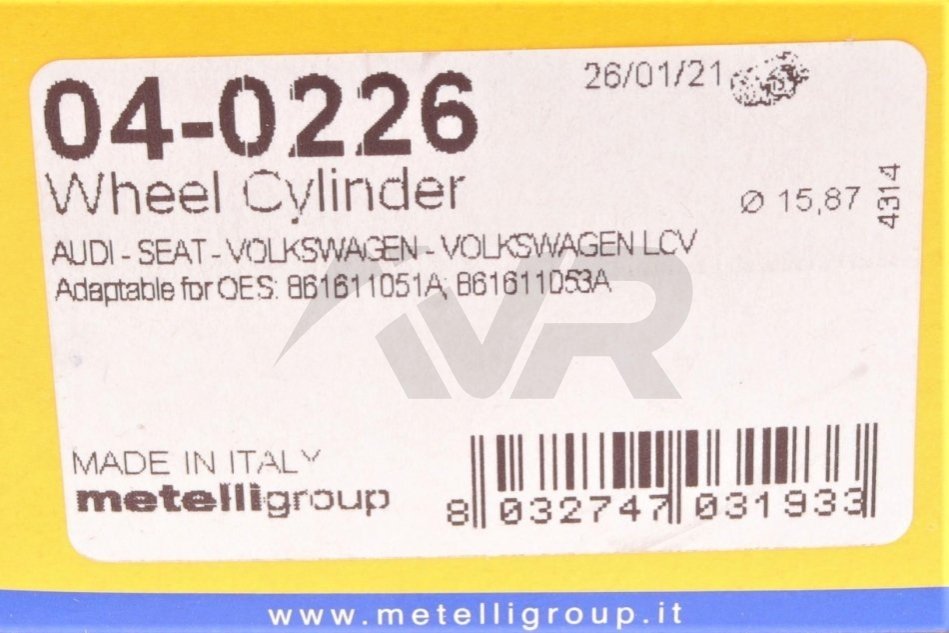 04-0226
26/01/21
Wheel Cylinder
Ø 15,87
4314
AUDI - SEAT - VOLKSWAGEN - VOLKSWAGEN LCV
Adaptable for OES: 861611051A; 861611053A
WR
MADE IN ITALY
metelligroup
8 032747 031933
www.metelligroup.it